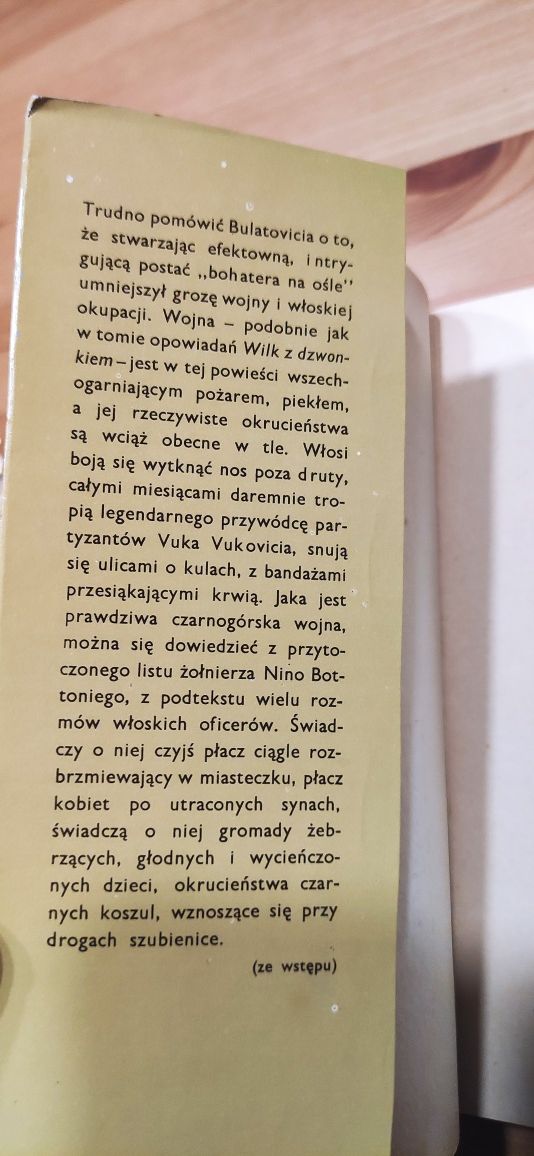 Trudno pomówić Bulatovicia o to,
że stwarzając efektowną, intry-
gującą postać „bohatera na ośle”
umniejszył grozę wojny i włoskiej
okupacji. Wojna – podobnie jak
w tomie opowiadań Wilk z dzwon-
kiem – jest w tej powieści wszech-
ogarniającym pożarem, piekłem,
a jej rzeczywiste okrucieństwa
są wciąż obecne w tle. Włosi
boją się wytknąć nos poza druty,
całymi miesiącami daremnie tro-
pią legendarnego przywódcę par-
tyzantów Vuka Vukovicia, snują
się ulicami o kulach, z bandażami
przesiąkającymi krwią. Jaka jest
prawdziwa czarnogórska wojna,
można się dowiedzieć z przyto-
czonego listu żołnierza Nino Bot-
toniego, z podtekstu wielu roz-
mów włoskich oficerów. Świad-
czy o niej czyjś płacz ciągle roz-
brzmiewający w miasteczku, płacz
kobiet po utraconych synach,
świadczą o niej gromady żeb-
rzących, głodnych i wycieńczo-
nych dzieci, okrucieństwa czar-
nych koszul, wznoszące się przy
drogach szubienice.
(ze wstępu)